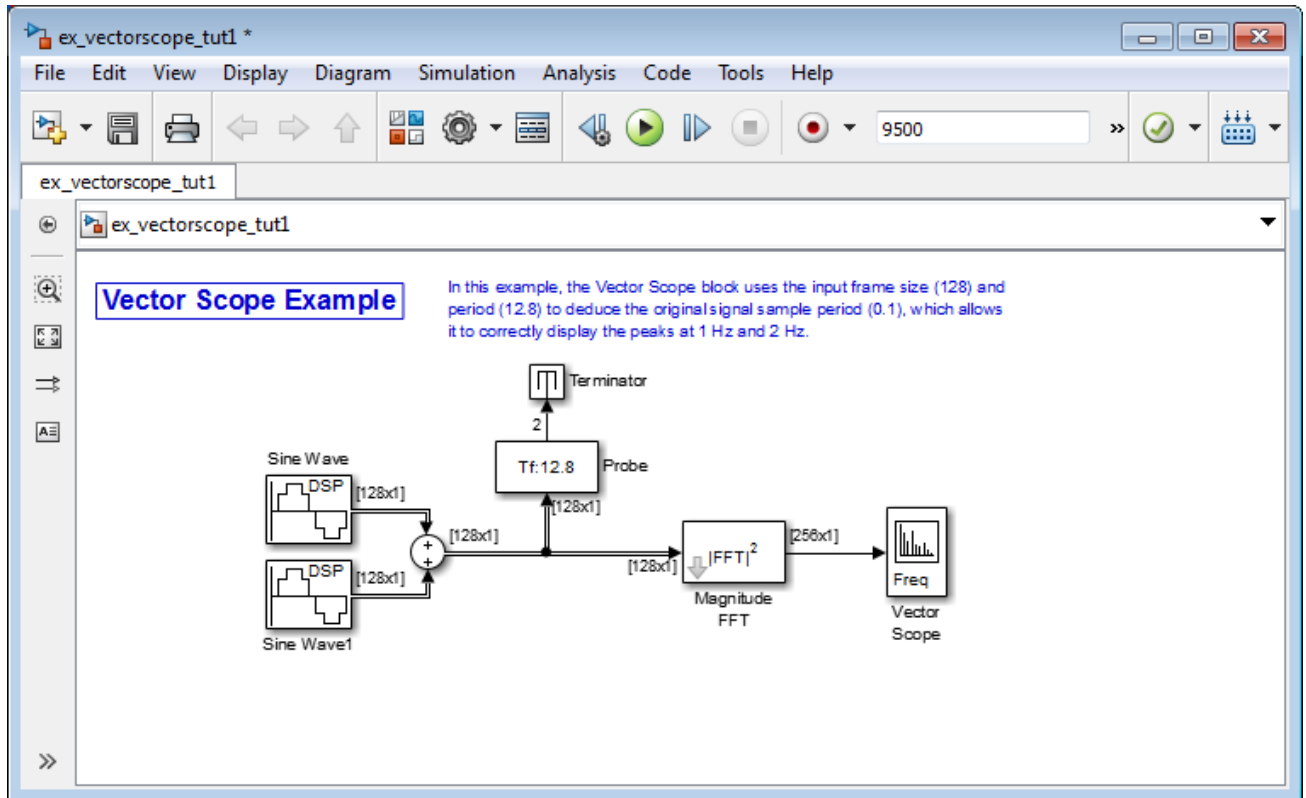 ex_vectorscope_tut1 *
File Edit View Display Diagram Simulation Analysis Code Tools Help
9500
ex_vectorscope_tut1
ex_vectorscope_tut1
Vector Scope Example
In this example, the Vector Scope block uses the input frame size (128) and
period (12.8) to deduce the original signal sample period (0.1), which allows
it to correctly display the peaks at 1 Hz and 2 Hz.
Terminator
2
Tf:12.8
Probe
[128x1]
Sine Wave
DSP
[128x1]
+
+
[128x1]
DSP
[128x1]
Sine Wave1
[128x1]
|FFT|²
Magnitude
FFT
[256x1]
Freq
Vector
Scope